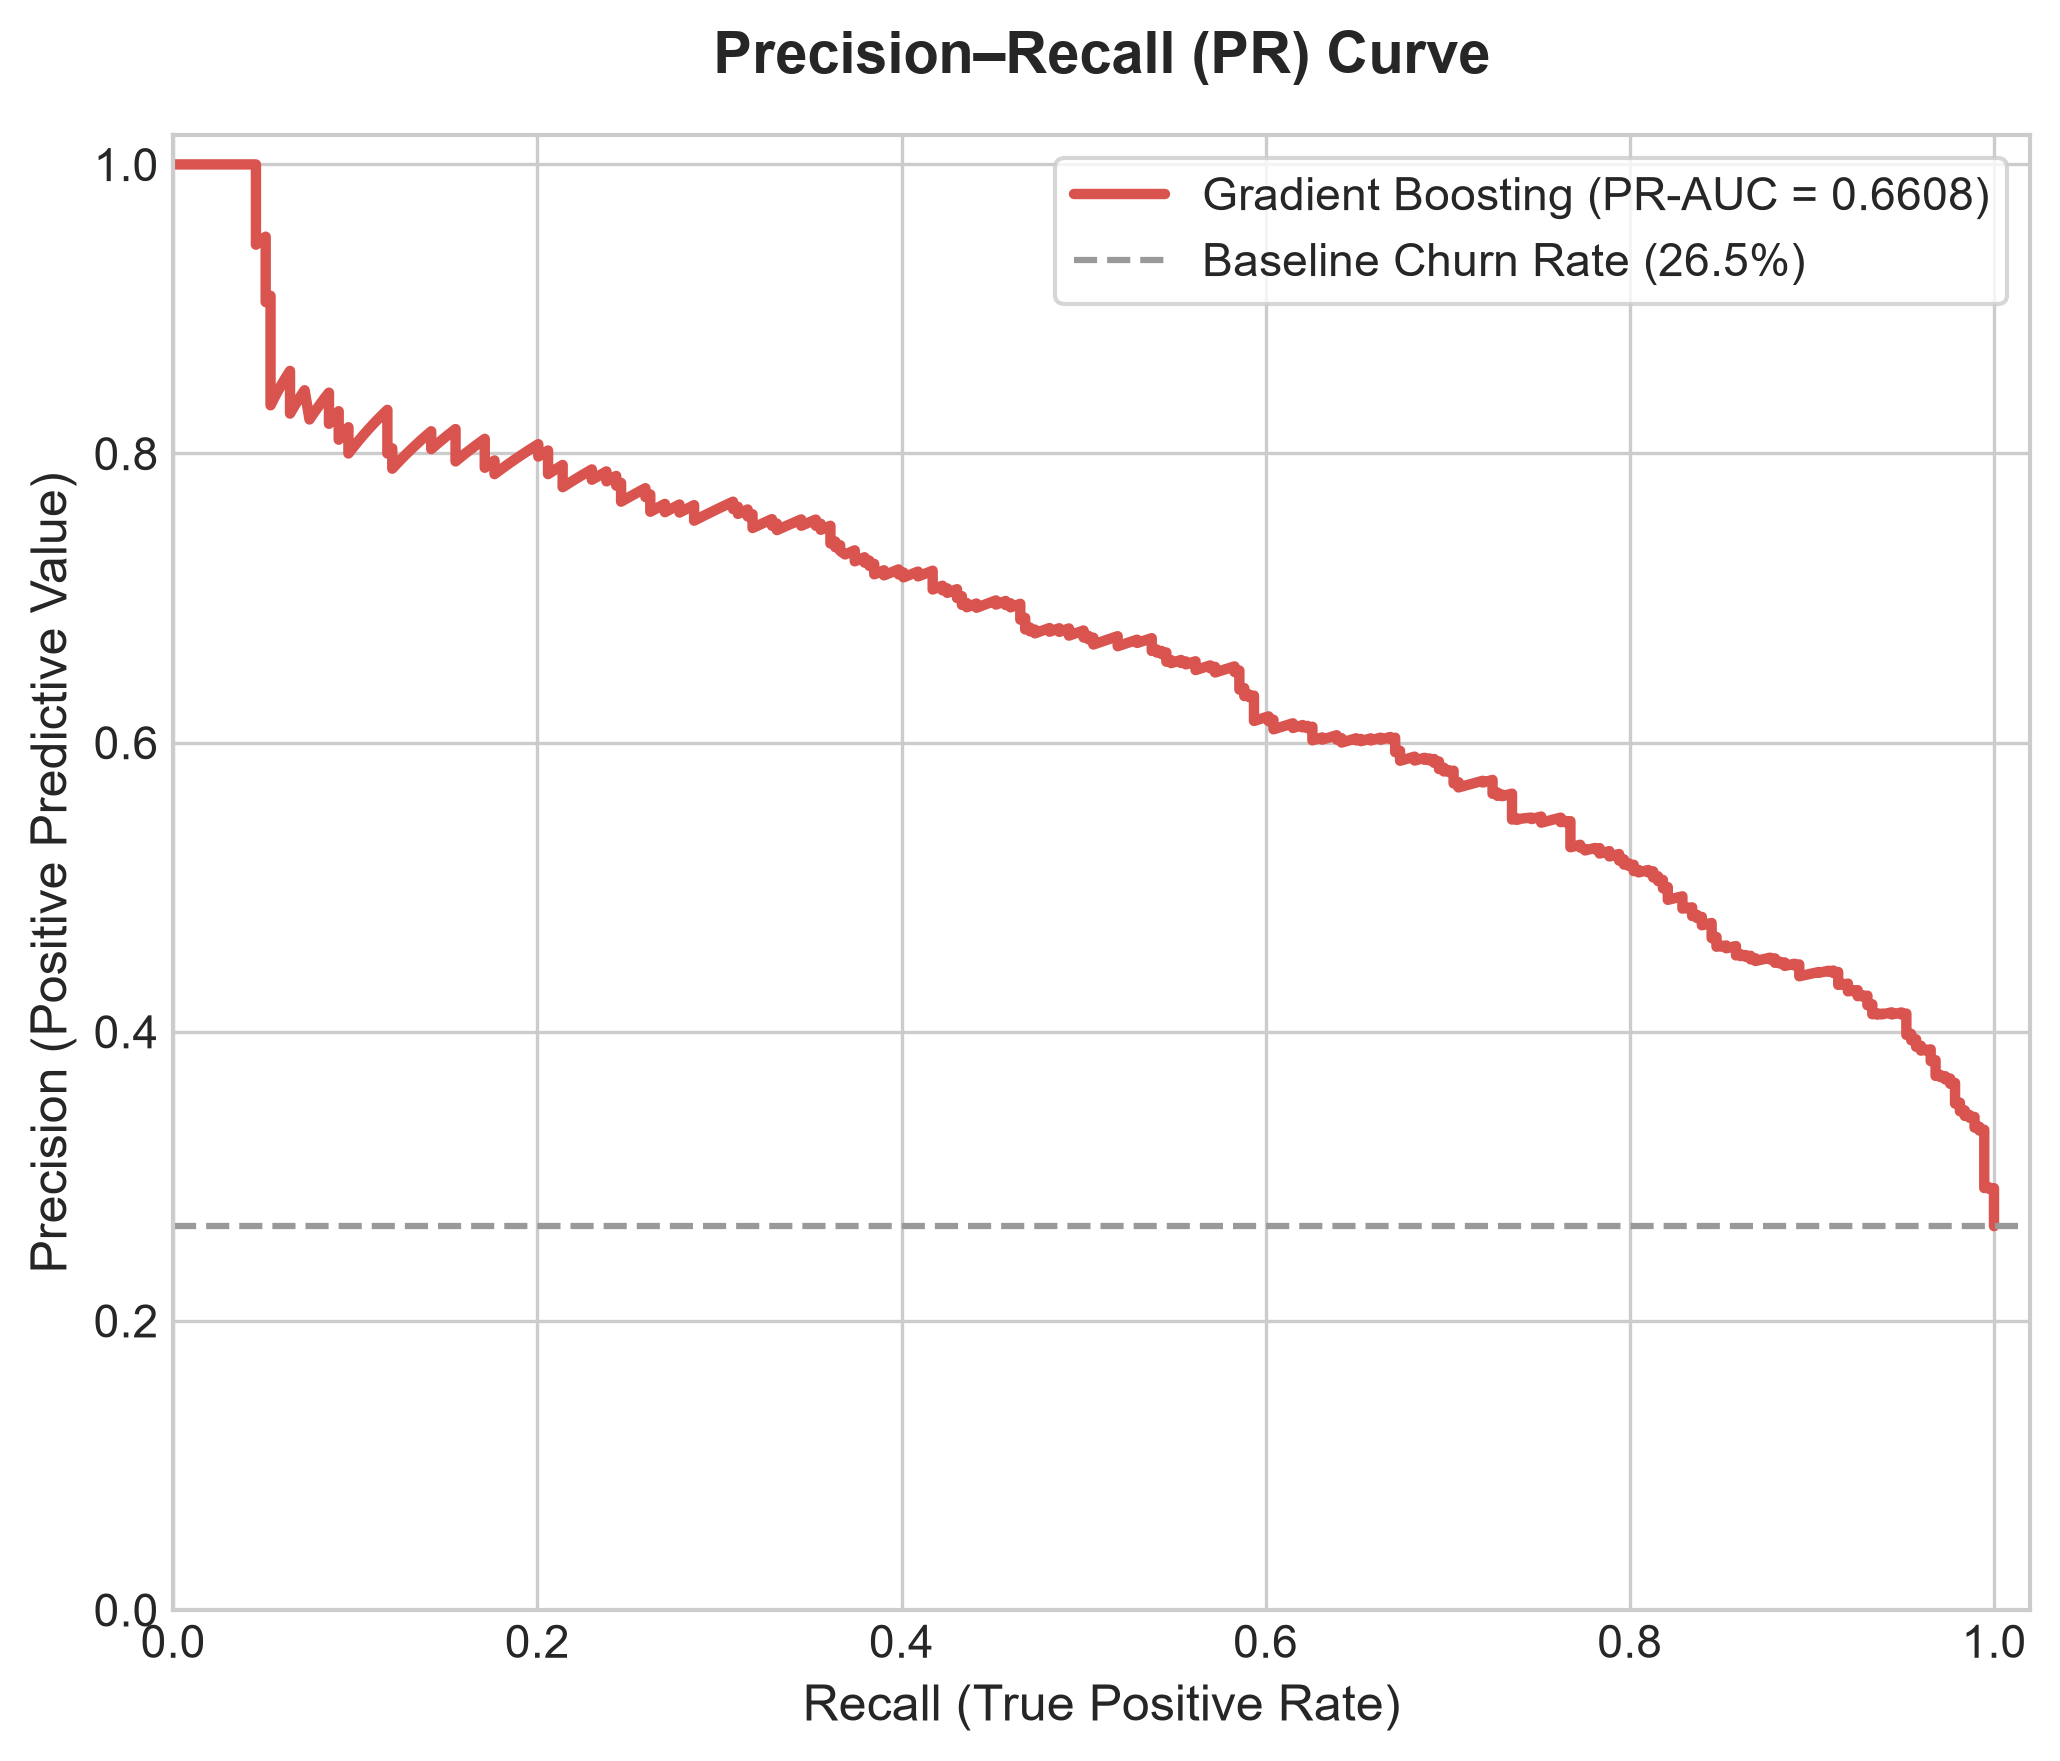 Precision–Recall (PR) Curve
Gradient Boosting (PR-AUC = 0.6608)
Baseline Churn Rate (26.5%)
Precision (Positive Predictive Value)
1.0
0.8
0.6
0.4
0.2
0.0
0.0 0.2 0.4 0.6 0.8 1.0
Recall (True Positive Rate)